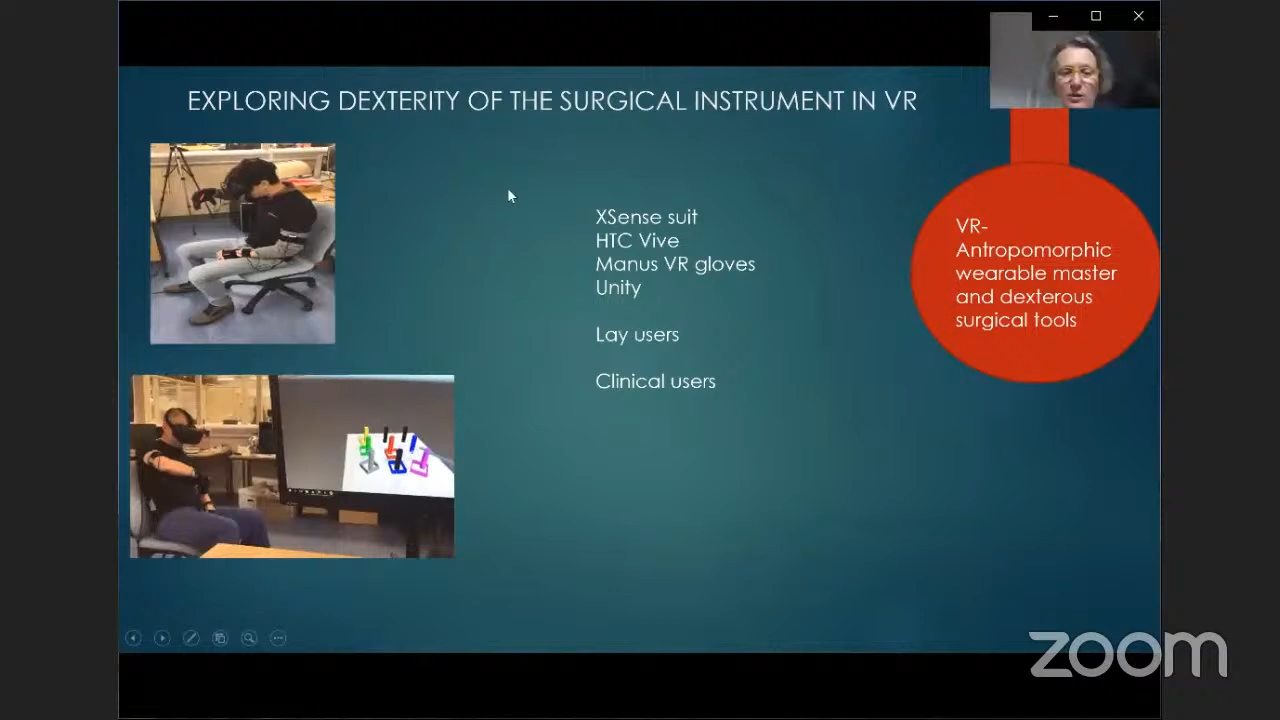 EXPLORING DEXTERITY OF THE SURGICAL INSTRUMENT IN VR
XSense suit
HTC Vive
Manus VR gloves
Unity
Lay users
Clinical users
VR-
Antropomorphic
wearable master
and dexterous
surgical tools
zoom